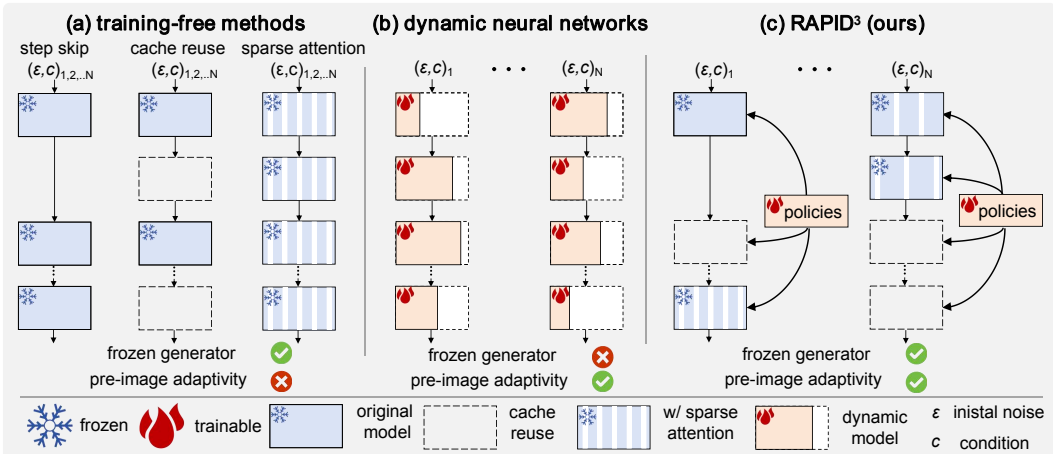 (a) training-free methods
step skip
cache reuse
sparse attention
(ε,c)1,2,..N
(ε,c)1,2,..N
(ε,c)1,2,..N
frozen generator
pre-image adaptivity
(b) dynamic neural networks
(ε,c)1
• • •
(ε,c)N
frozen generator
pre-image adaptivity
(c) RAPID³ (ours)
(ε,c)1
• • •
(ε,c)N
policies
policies
frozen generator
pre-image adaptivity
frozen
trainable
original
model
cache
reuse
w/ sparse
attention
dynamic
model
ε inistal noise
c condition